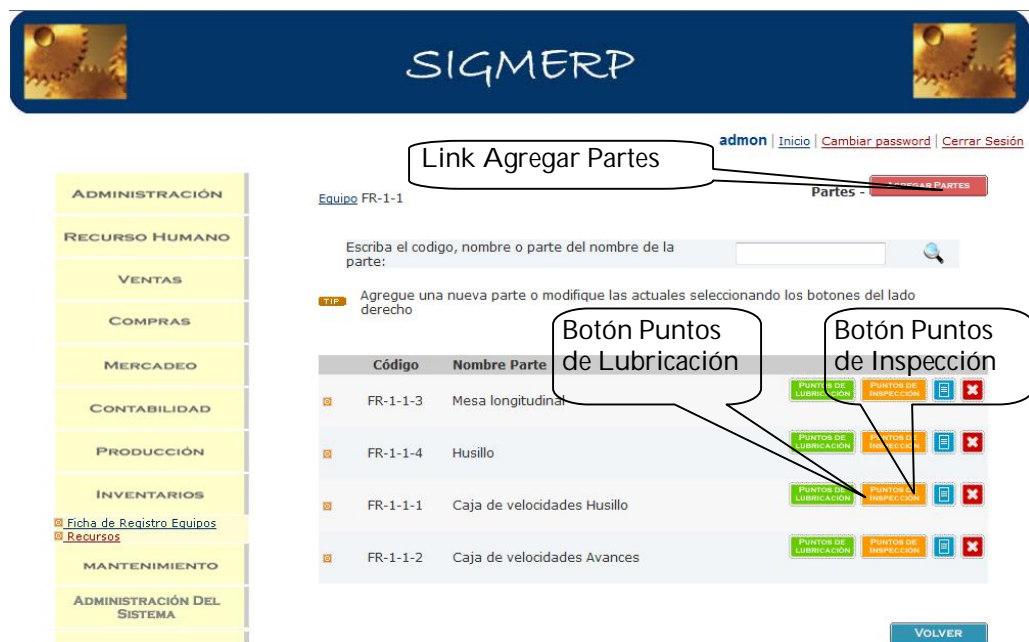 SIGMERP
admon | Inicio | Cambiar password | Cerrar Sesión
Link Agregar Partes
Equipo FR-1-1
Partes - AGREGAR PARTES
ADMINISTRACIÓN
RECURSO HUMANO
VENTAS
COMPRAS
MERCADEO
CONTABILIDAD
PRODUCCIÓN
INVENTARIOS
Ficha de Registro Equipos
Recursos
MANTENIMIENTO
ADMINISTRACIÓN DEL
SISTEMA
Escriba el codigo, nombre o parte del nombre de la
parte:
TIP
Agregue una nueva parte o modifique las actuales seleccionando los botones del lado
derecho
Botón Puntos
de Lubricación
Botón Puntos
de Inspección
Código Nombre Parte
FR-1-1-3 Mesa longitudinal
PUNTOS DE
LUBRICACIÓN
PUNTOS DE
INSPECCIÓN
FR-1-1-4 Husillo
PUNTOS DE
LUBRICACIÓN
PUNTOS DE
INSPECCIÓN
FR-1-1-1 Caja de velocidades Husillo
PUNTOS DE
LUBRICACIÓN
PUNTOS DE
INSPECCIÓN
FR-1-1-2 Caja de velocidades Avances
PUNTOS DE
LUBRICACIÓN
PUNTOS DE
INSPECCIÓN
VOLVER